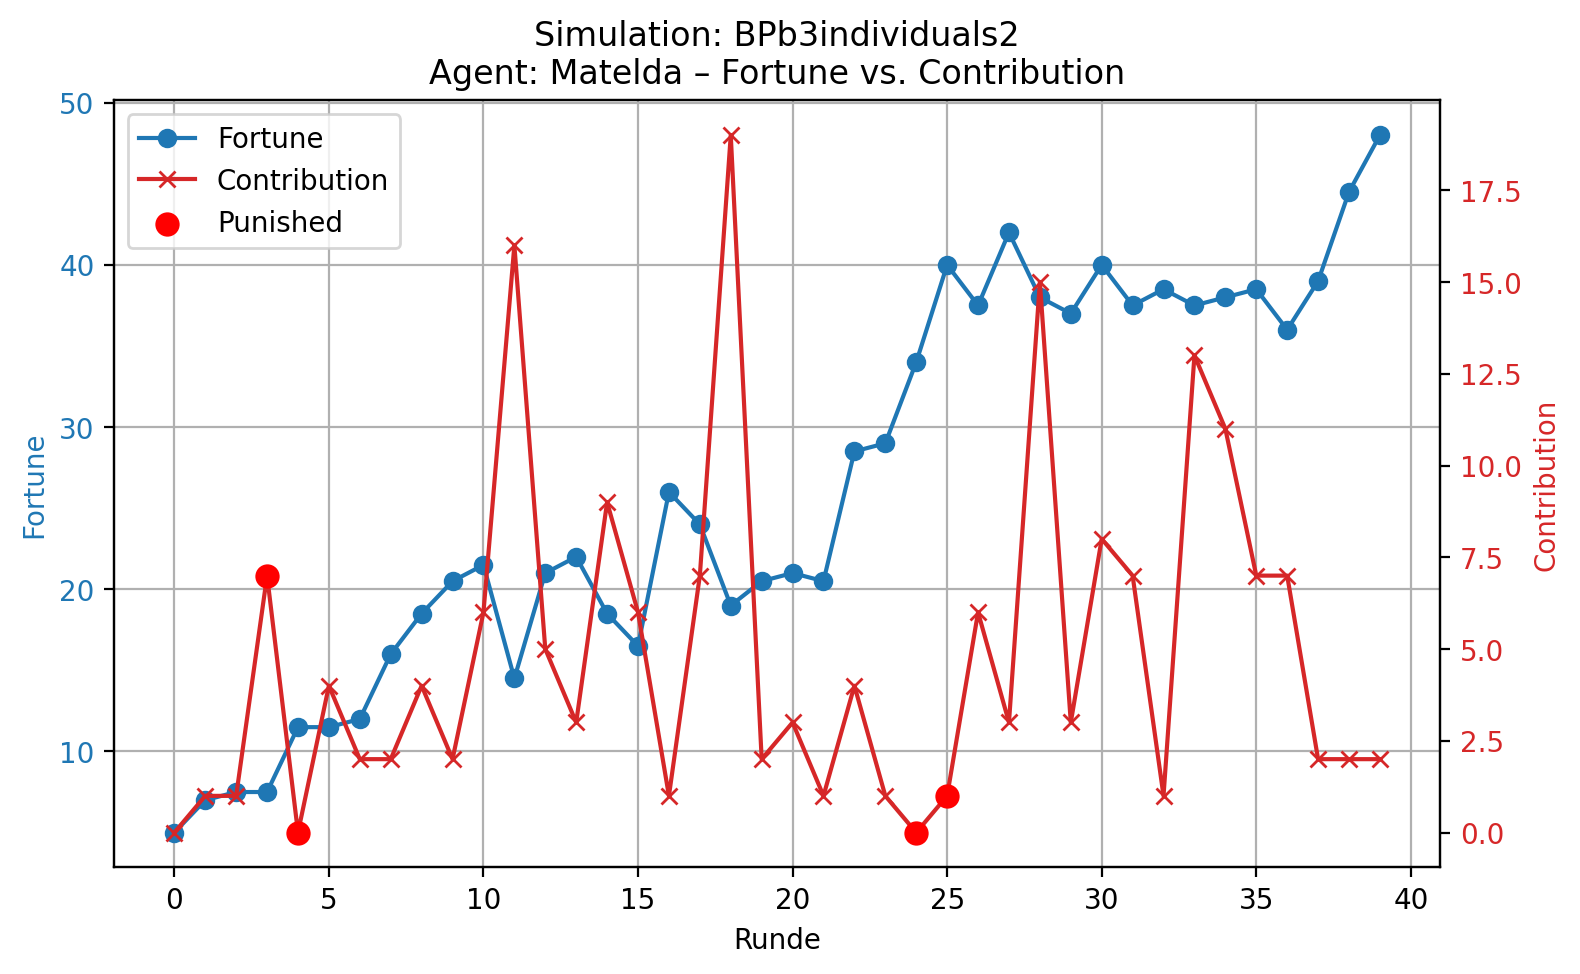 Simulation: BPb3individuals2
Agent: Matelda – Fortune vs. Contribution
Fortune
Contribution
Punished
50
40
30
20
10
Fortune
17.5
15.0
12.5
10.0
7.5
5.0
2.5
0.0
Contribution
0 5 10 15 20 25 30 35 40
Runde